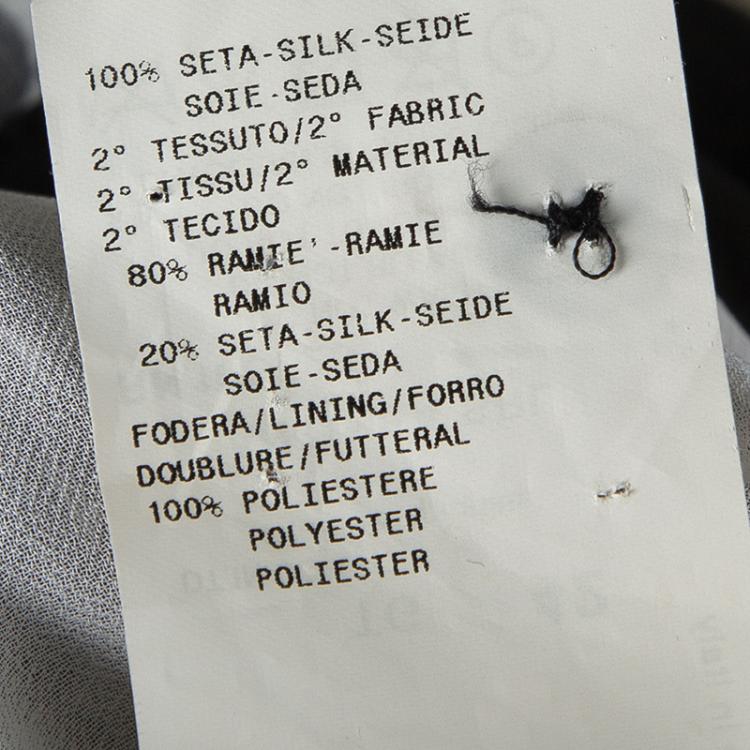 100% SETA-SILK-SEIDE
SOIE-SEDA
2° TESSUTO/2° FABRIC
2° TISSU/2° MATERIAL
2° TECIDO
80% RAMIE'-RAMIE
RAMIO
20% SETA-SILK-SEIDE
SOIE-SEDA
FODERA/LINING/FORRO
DOUBLURE/FUTTERAL
100% POLIESTERE
POLYESTER
POLIESTER